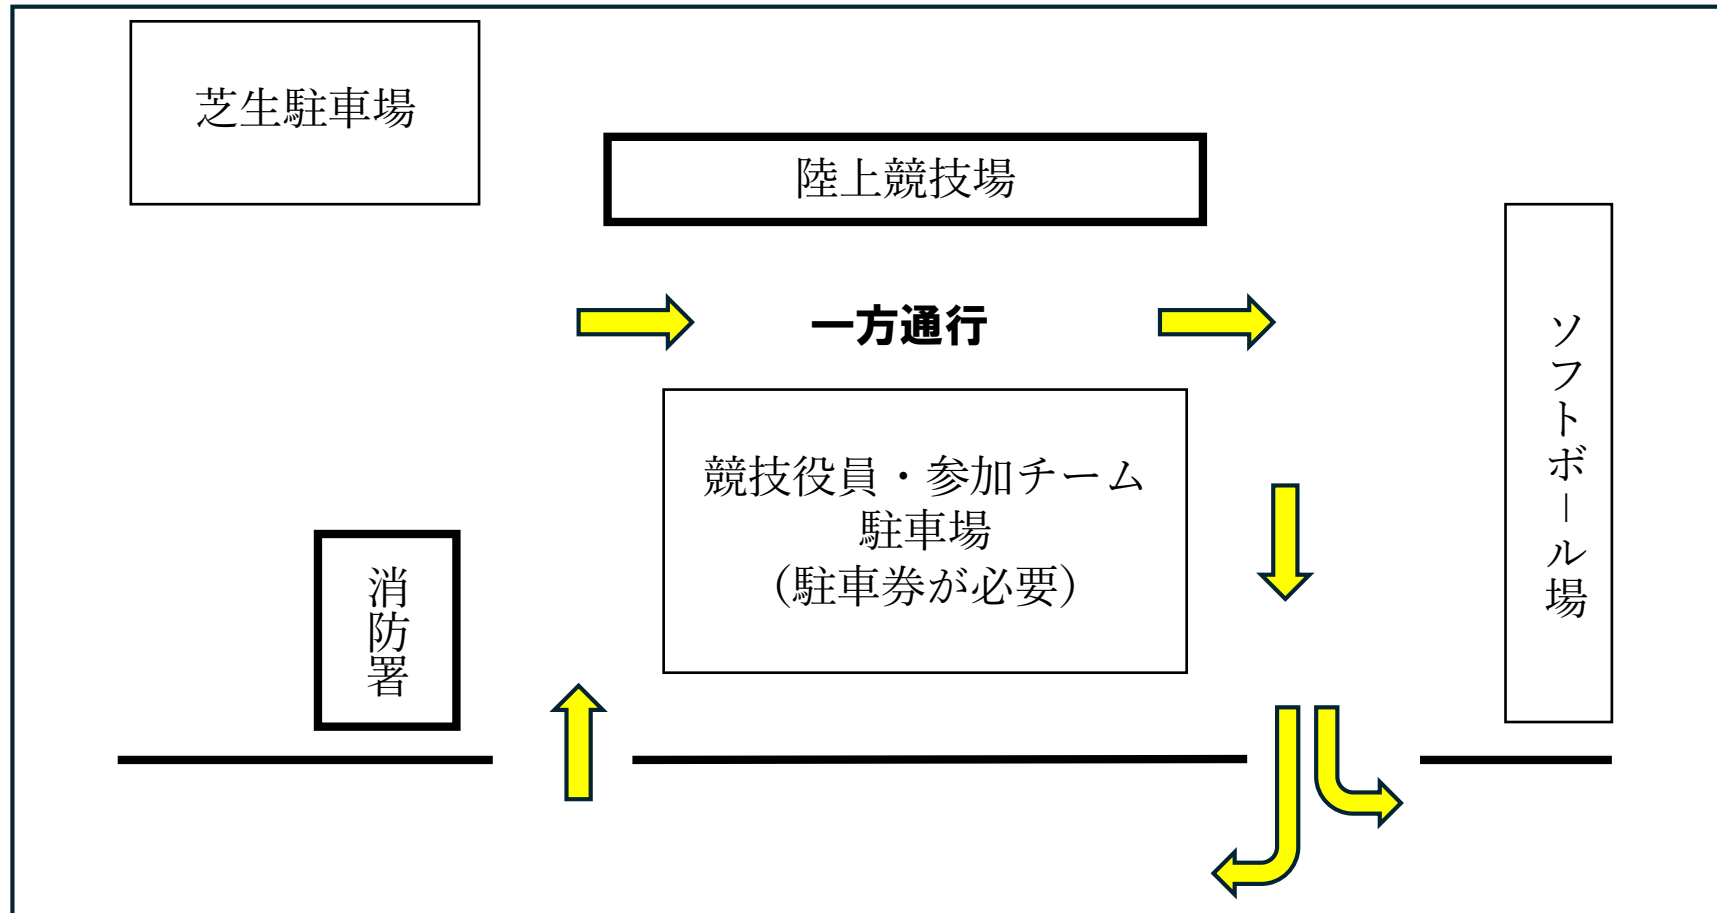 芝生駐車場
陸上競技場
一方通行
競技役員・参加チーム
駐車場
（駐車券が必要）
消防署
ソフトボール場